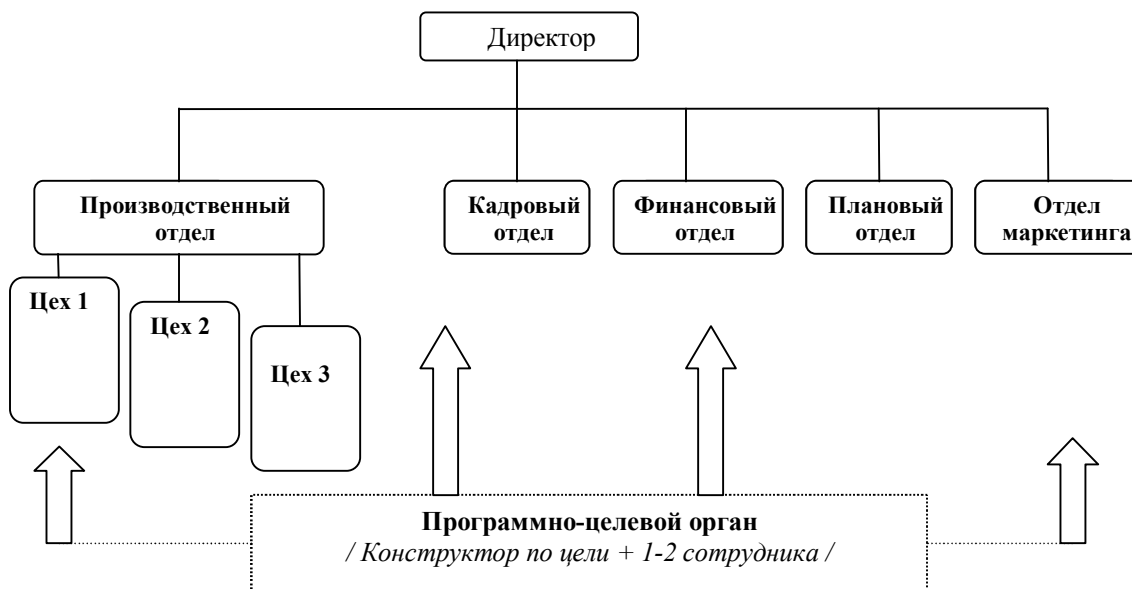 Директор
Производственный
отдел
Кадровый
отдел
Финансовый
отдел
Плановый
отдел
Отдел
маркетинга
Цех 1
Цех 2
Цех 3
Программно-целевой орган
/ Конструктор по цели + 1-2 сотрудника /